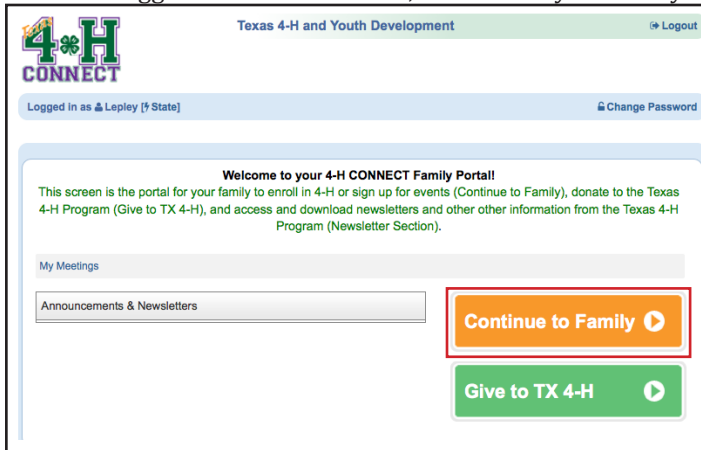 Texas 4-H and Youth Development
Logout
Texas
4 H
CONNECT
Logged in as Lepley [ State]
Change Password
Welcome to your 4-H CONNECT Family Portal!
This screen is the portal for your family to enroll in 4-H or sign up for events (Continue to Family), donate to the Texas
4-H Program (Give to TX 4-H), and access and download newsletters and other other information from the Texas 4-H
Program (Newsletter Section).
My Meetings
Announcements & Newsletters
Continue to Family
Give to TX 4-H